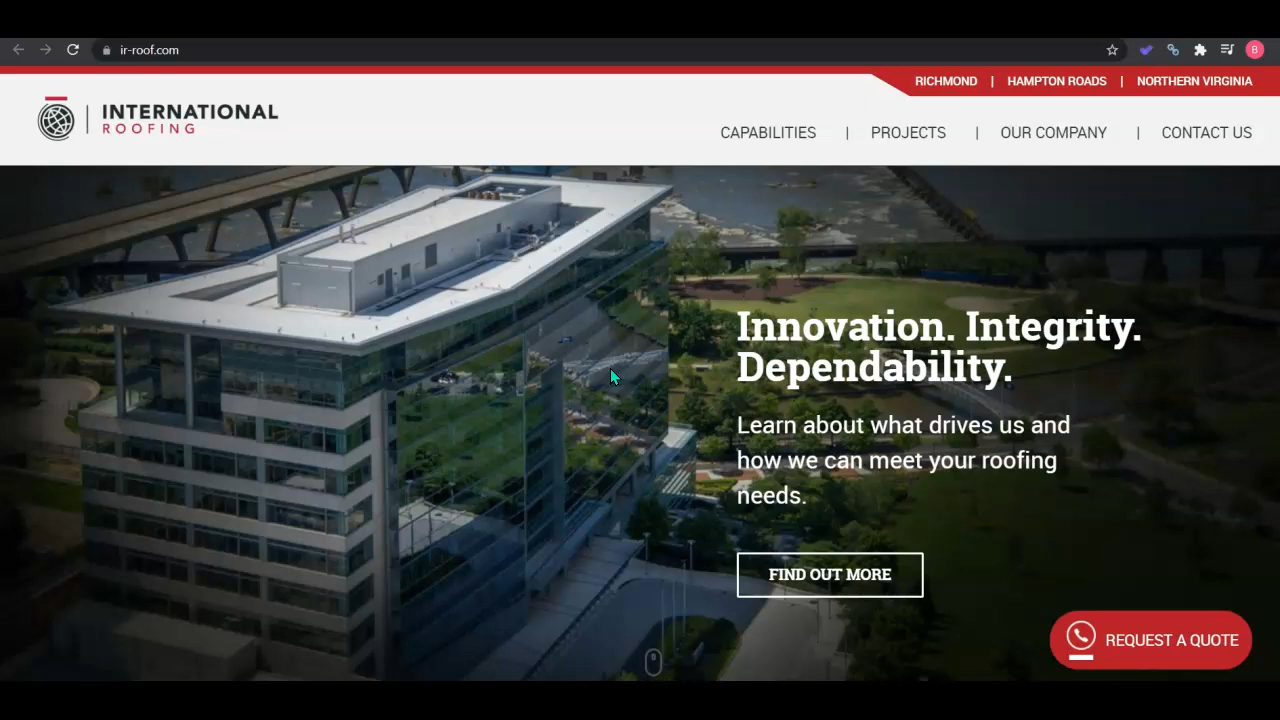 ir-roof.com
B
RICHMOND | HAMPTON ROADS | NORTHERN VIRGINIA
INTERNATIONAL
ROOFING
CAPABILITIES | PROJECTS | OUR COMPANY | CONTACT US
Innovation. Integrity.
Dependability.
Learn about what drives us and
how we can meet your roofing
needs.
FIND OUT MORE
REQUEST A QUOTE